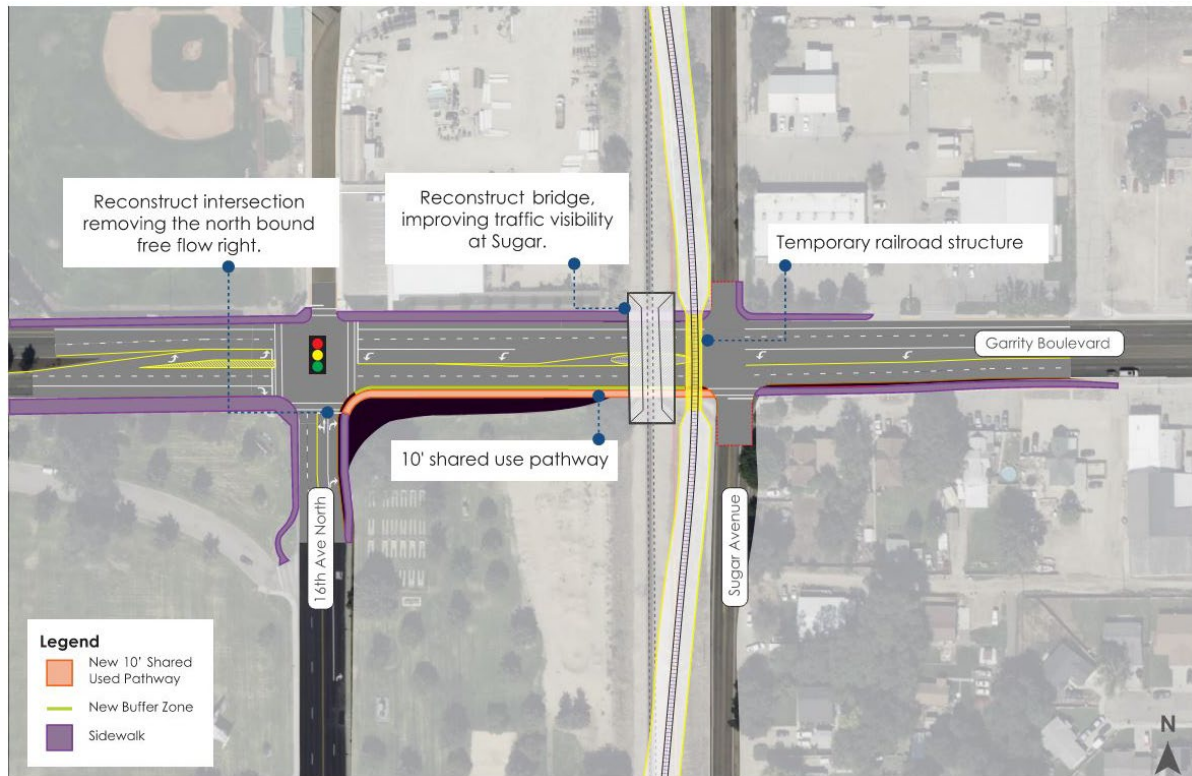 Reconstruct intersection
removing the north bound
free flow right.
Reconstruct bridge,
improving traffic visibility
at Sugar.
Temporary railroad structure
Garrity Boulevard
10' shared use pathway
16th Ave North
Sugar Avenue
Legend
New 10' Shared
Used Pathway
New Buffer Zone
Sidewalk
N